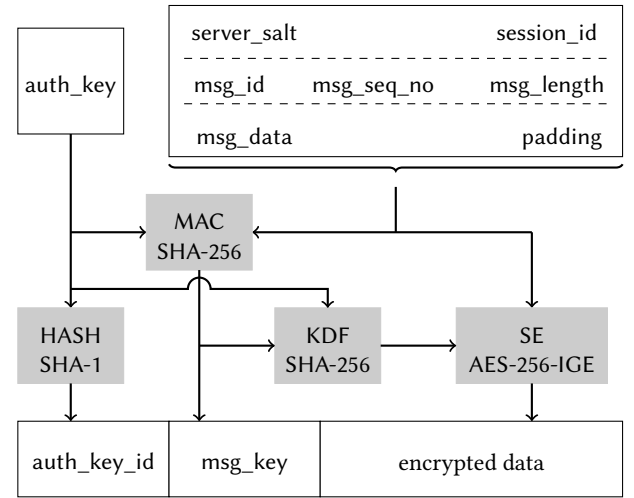 server_salt session_id
auth_key
msg_id msg_seq_no msg_length
msg_data padding
MAC
SHA-256
HASH
SHA-1
KDF
SHA-256
SE
AES-256-IGE
auth_key_id msg_key encrypted data